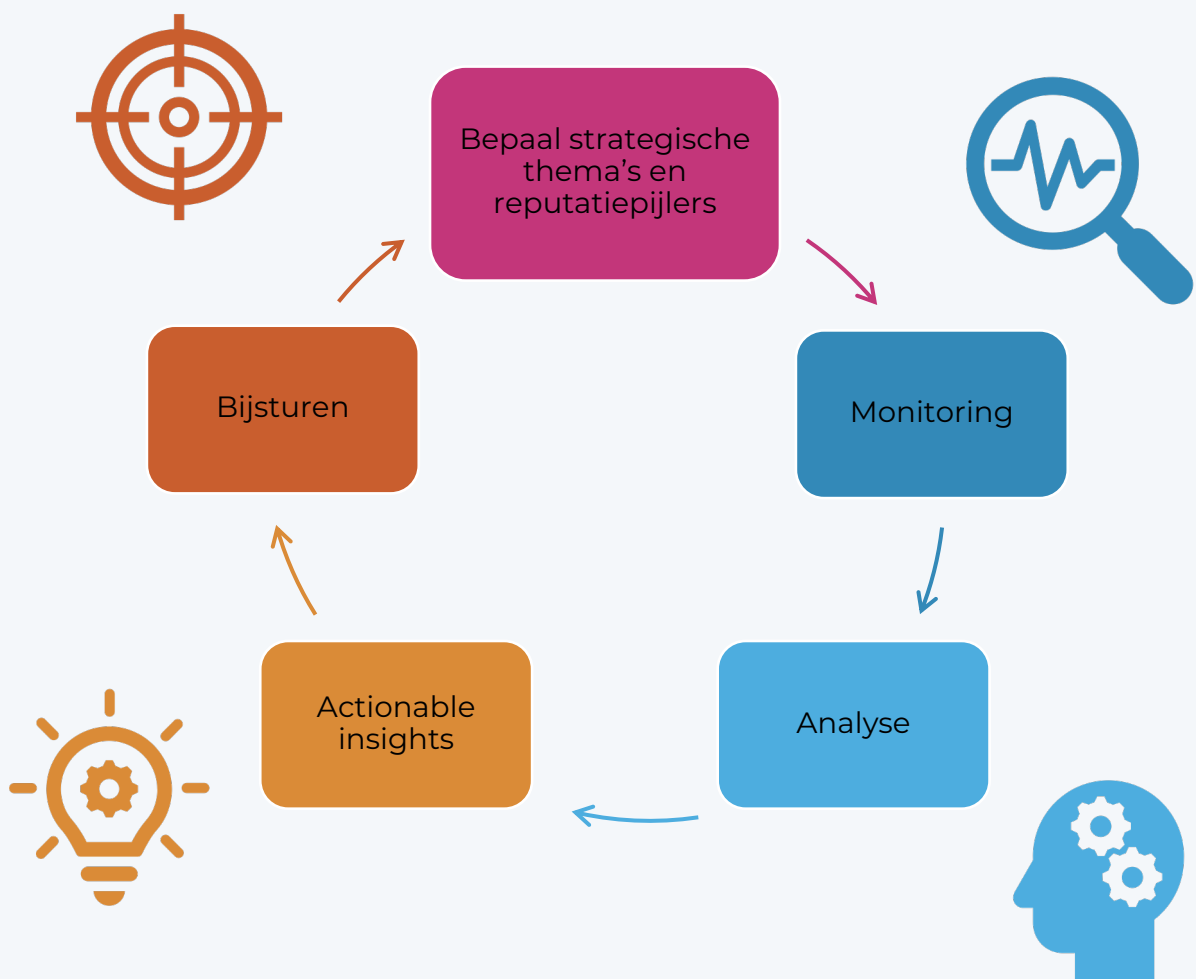 Bepaal strategische
thema’s en
reputatiepijlers
Monitoring
Analyse
Actionable
insights
Bijsturen